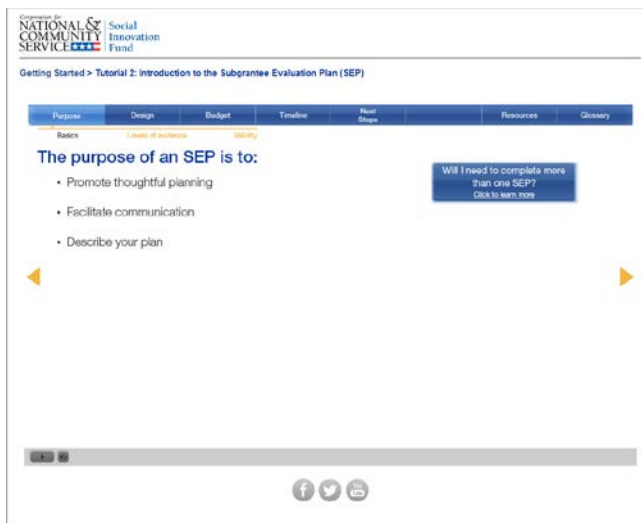 Corporation for
NATIONAL &
COMMUNITY
SERVICE
Social
Innovation
Fund
Getting Started > Tutorial 2: Introduction to the Subgrantee Evaluation Plan (SEP)
Purpose Design Budget Timeline Next Steps Resources Glossary
Basics Levels of evidence Validity
The purpose of an SEP is to:
• Promote thoughtful planning
• Facilitate communication
• Describe your plan
Will I need to complete more
than one SEP?
Click to learn more
f
You
Tube